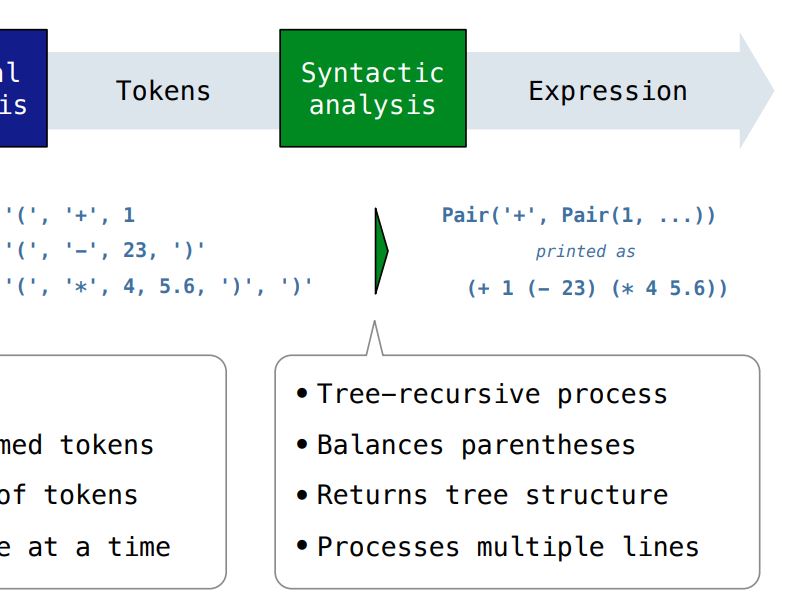 al
is
Tokens
Syntactic
analysis
Expression
'(', '+', 1
'(', '−', 23, ')'
'(', '*', 4, 5.6, ')', ')'
Pair('+', Pair(1, ...))
printed as
(+ 1 (− 23) (* 4 5.6))
med tokens
of tokens
e at a time
• Tree−recursive process
• Balances parentheses
• Returns tree structure
• Processes multiple lines